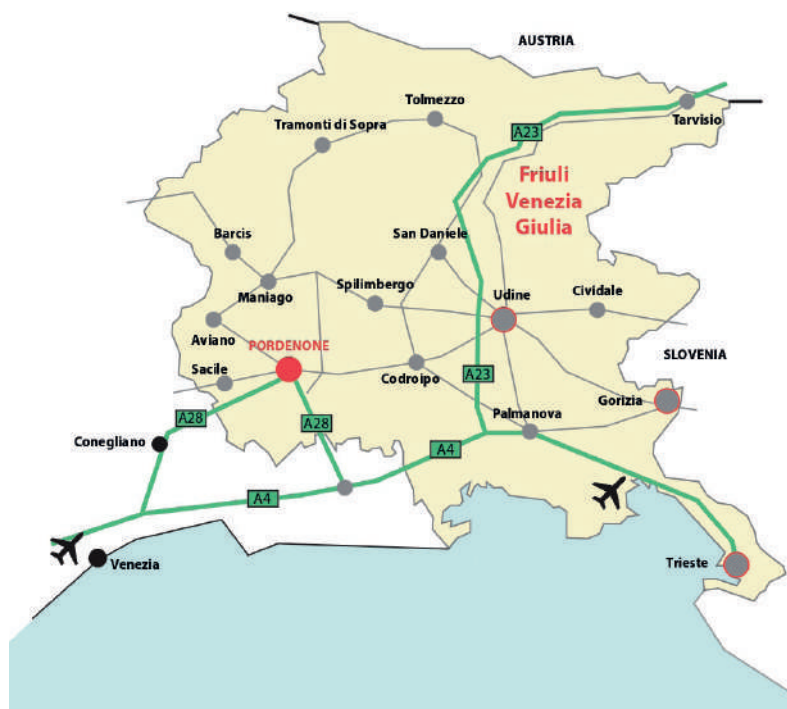 AUSTRIA
Tolmezzo
Tramonti di Sopra
A23
Tarvisio
Friuli
Venezia
Giulia
Barcis
San Daniele
Maniago
Spilimbergo
Udine
Cividale
Aviano
PORDENONE
Sacile
Codroipo
A23
SLOVENIA
Gorizia
A28
A28
Palmanova
Conegliano
A4
A4
Venezia
Trieste